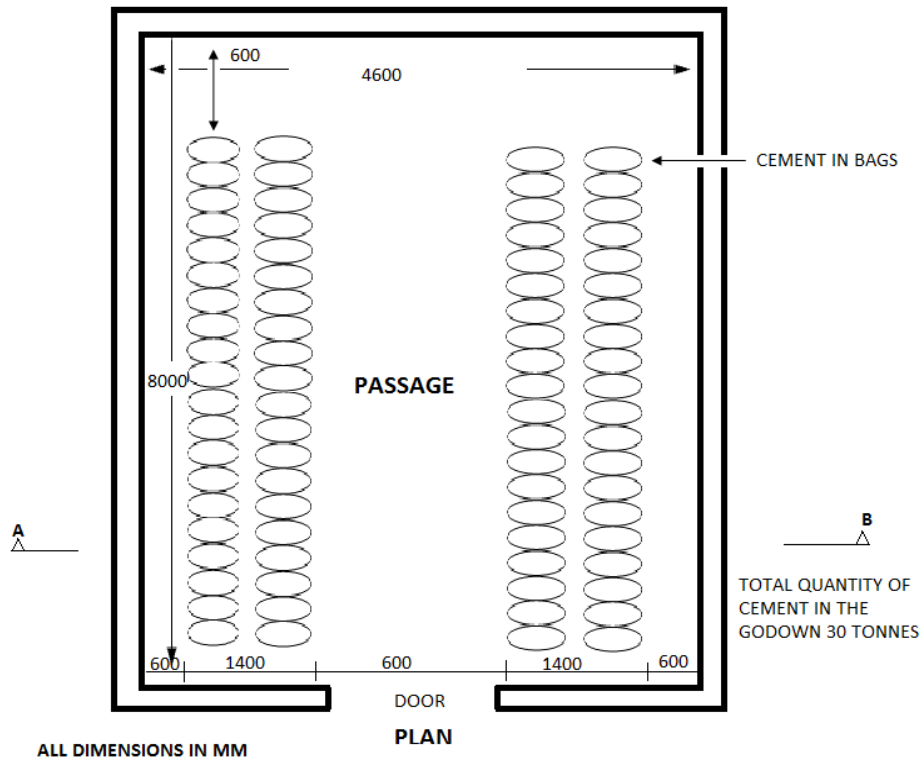 600
4600
CEMENT IN BAGS
8000
PASSAGE
A
B
TOTAL QUANTITY OF
CEMENT IN THE
GODOWN 30 TONNES
600 1400 600 1400 600
DOOR
PLAN
ALL DIMENSIONS IN MM